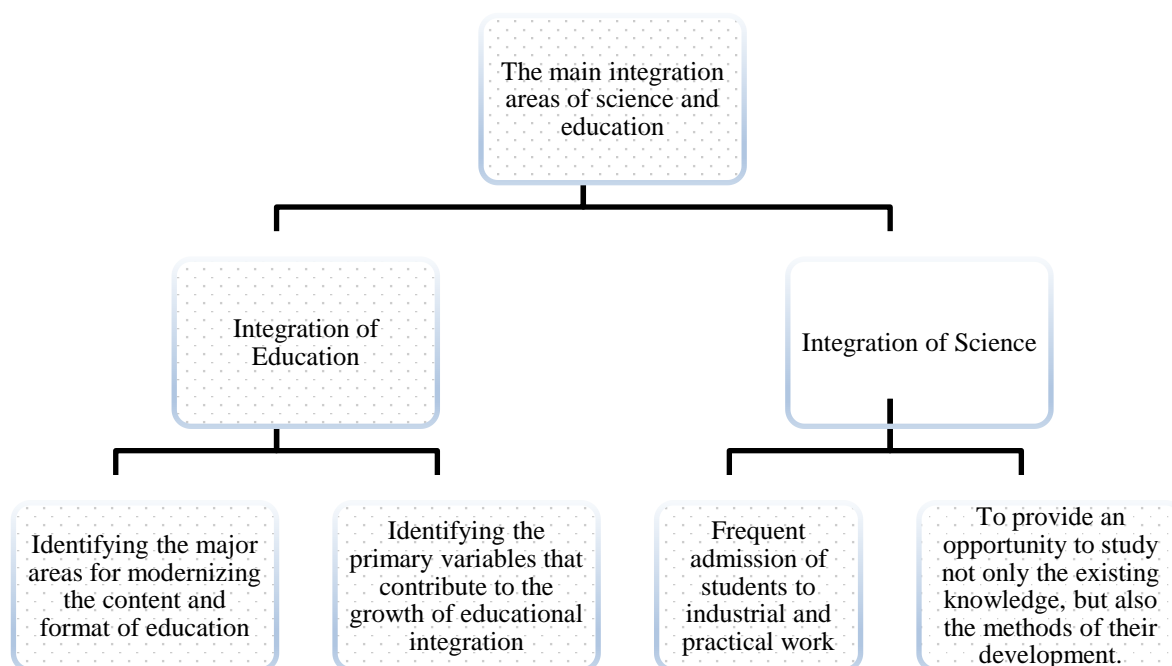 The main integration
areas of science and
education
Integration of
Education
Integration of Science
Identifying the major
areas for modernizing
the content and
format of education
Identifying the
primary variables that
contribute to the
growth of educational
integration
Frequent
admission of
students to
industrial and
practical work
To provide an
opportunity to study
not only the existing
knowledge, but also
the methods of their
development.